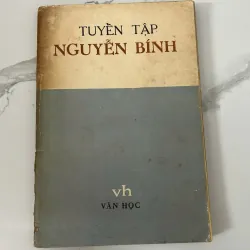 TUYỂN TẬP
NGUYỄN BÍNH
vh
VĂN HỌC